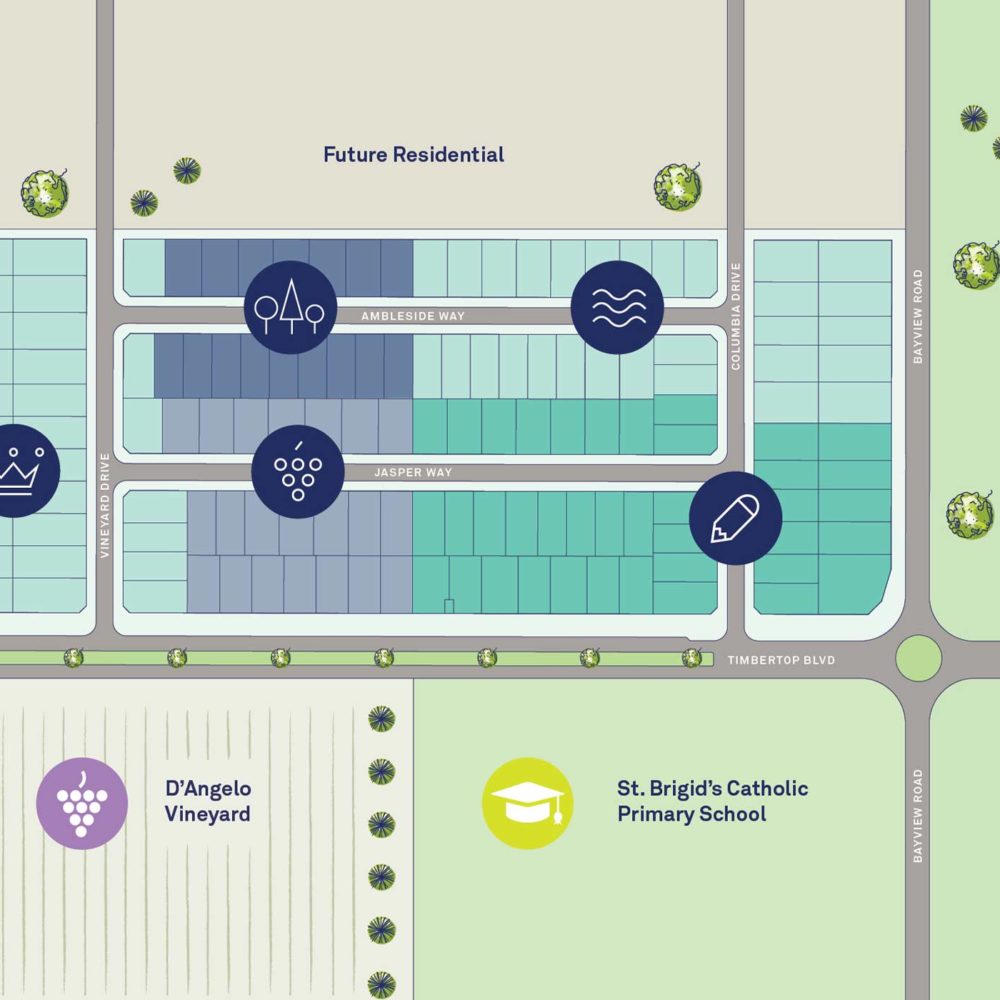 Future Residential
AMBLESIDE WAY
COLUMBIA DRIVE
BAYVIEW ROAD
JASPER WAY
VINEYARD DRIVE
TIMBERTOP BLVD
D’Angelo
Vineyard
St. Brigid’s Catholic
Primary School
BAYVIEW ROAD